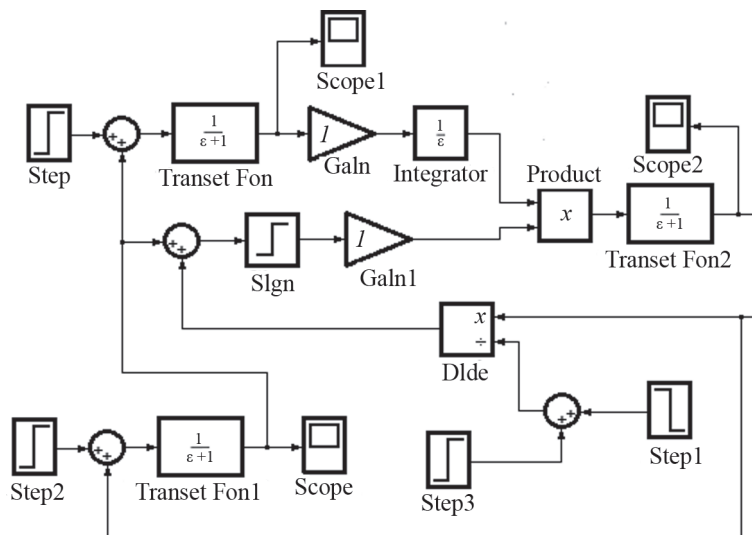 Scope1
Step
++
1
ε+1
Transet Fon
1
Galn
1
ε
Integrator
Product
x
Scope2
1
ε+1
Transet Fon2
++
Slgn
1
Galn1
x
÷
Dlde
++
Step1
Step3
Step2
++
1
ε+1
Transet Fon1
Scope